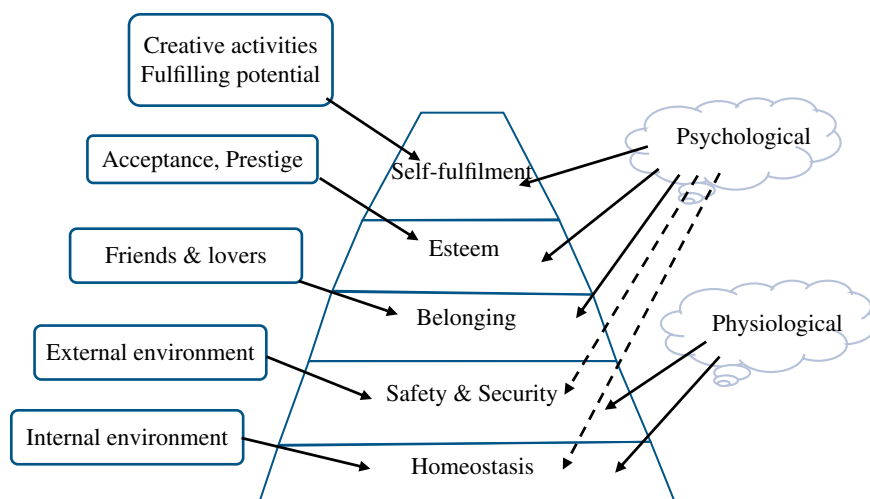 Creative activities
Fulfilling potential
Psychological
Acceptance, Prestige
Self-fulfilment
Esteem
Friends & lovers
Belonging
Physiological
External environment
Safety & Security
Internal environment
Homeostasis